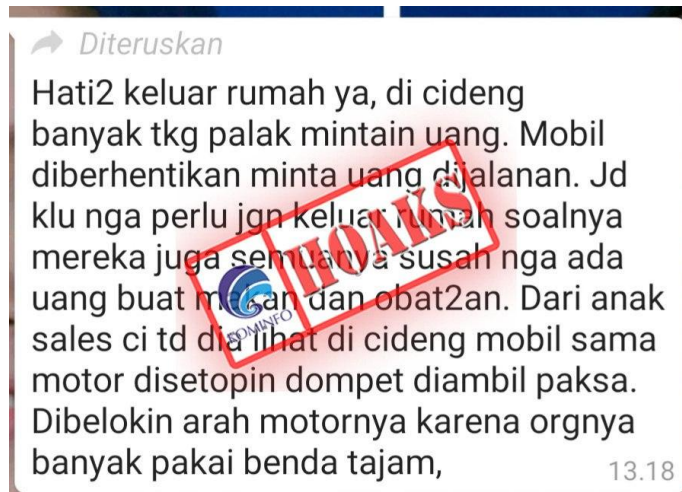 Diteruskan
Hati2 keluar rumah ya, di cideng
banyak tkg palak mintain uang. Mobil
diberhentikan minta uang dijalanan. Jd
klu nga perlu jgn keluar rumah soalnya
mereka juga semuanya susah nga ada
uang buat makan dan obat2an. Dari anak
sales ci td dia lihat di cideng mobil sama
motor disetopin dompet diambil paksa.
Dibelokin arah motornya karena orgnya
banyak pakai benda tajam,
13.18
KOMINFO
HOAKS